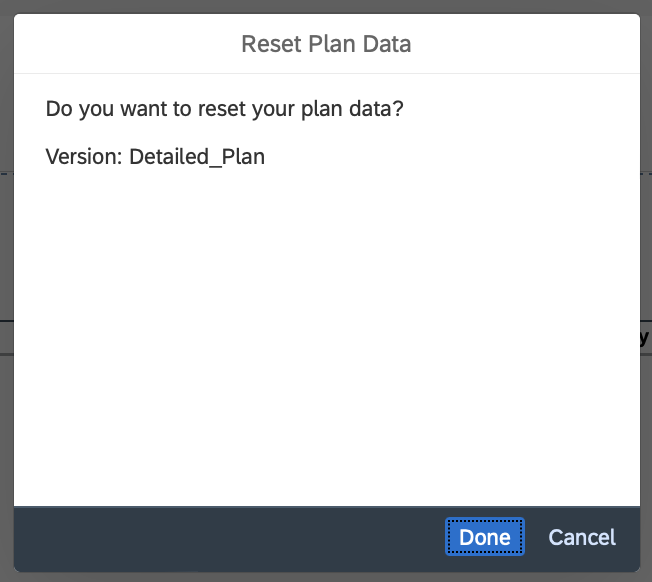 Reset Plan Data
Do you want to reset your plan data?
Version: Detailed_Plan
y
Done
Cancel